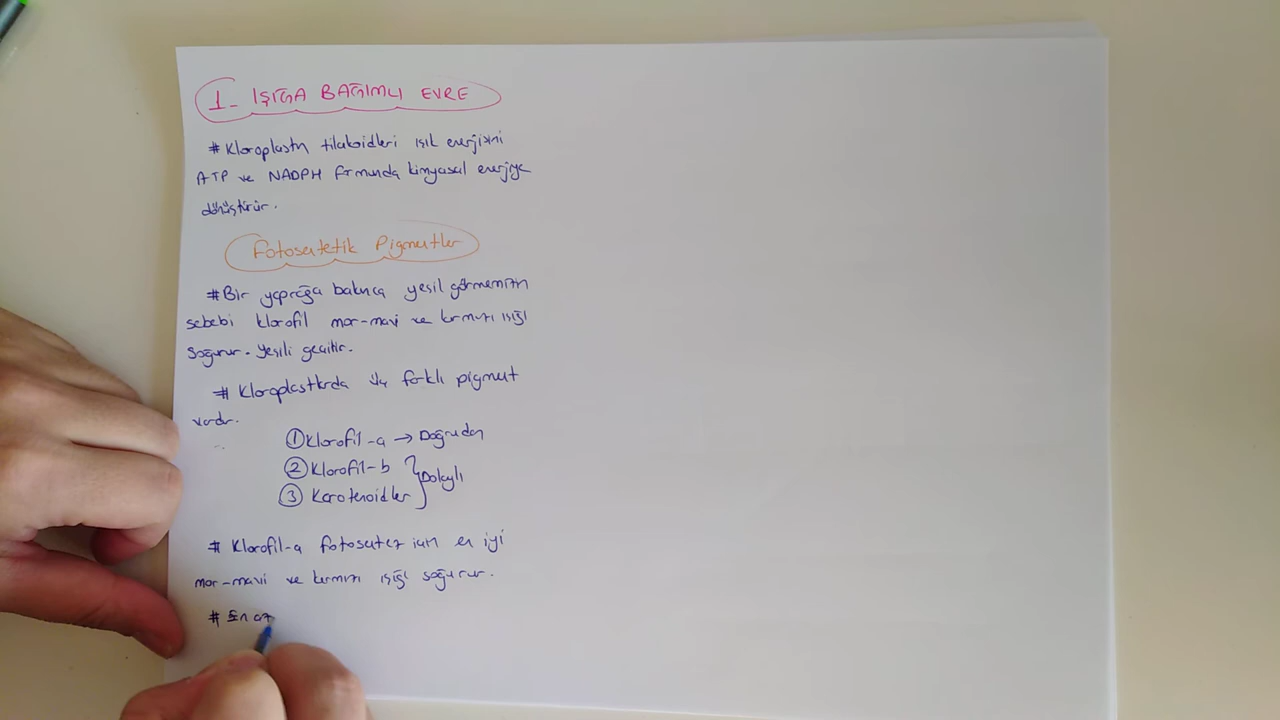 1- IŞIĞA BAĞIMLI EVRE
# Kloroplastın tilakoidleri ışık enerjisini
ATP ve NADPH formunda kimyasal enerjiye
dönüştürür.
Fotosentetik Pigmentler
# Bir yaprağa bakınca yeşil görmemizin
sebebi klorofil mor-mavi ve kırmızı ışığı
soğurur. Yeşili geçirir.
# Kloroplastlarda üç farklı pigment
vardır.
① Klorofil-a → Doğrudan
② Klorofil-b } Dolaylı
③ Karotenoidler
# Klorofil-a fotosentez için en iyi
mor-mavi ve kırmızı ışığı soğurur.
# En az